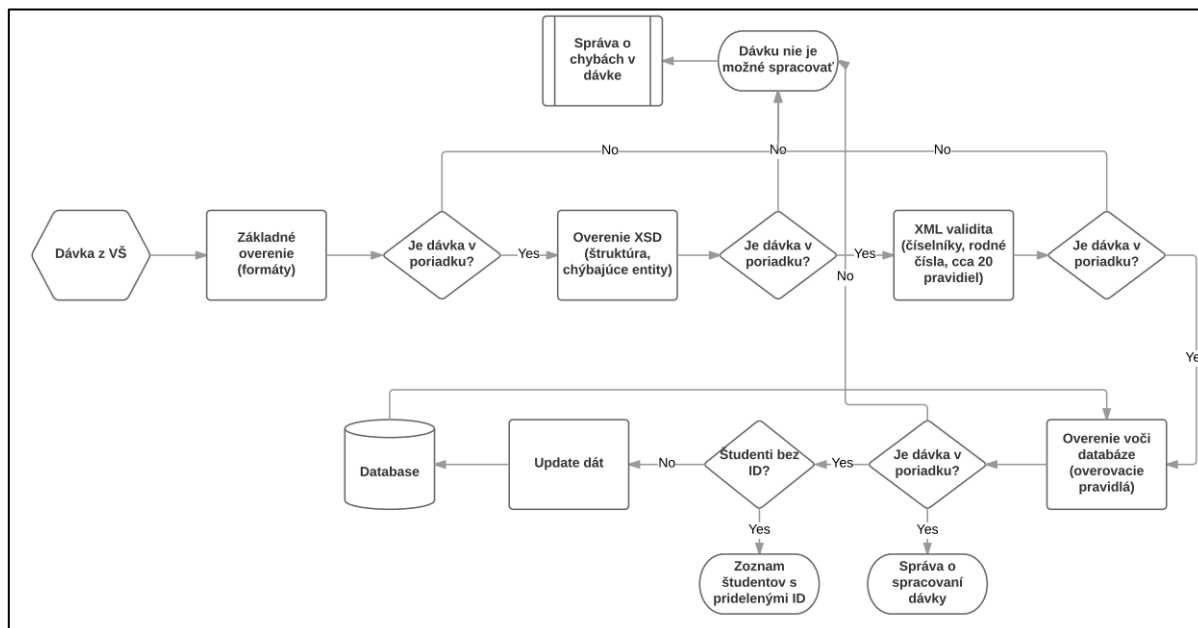 Správa o
chybách v
dávke
Dávku nie je
možné spracovať
No
No
No
Dávka z VŠ
Základné
overenie
(formáty)
Je dávka v
poriadku?
Yes
Overenie XSD
(štruktúra,
chýbajúce entity)
Je dávka v
poriadku?
Yes
XML validita
(číselníky, rodné
čísla, cca 20
pravidiel)
Je dávka v
poriadku?
No
Ye
Database
Update dát
No
Študenti bez
ID?
Yes
Je dávka v
poriadku?
Overenie voči
databáze
(overovacie
pravidlá)
Yes
Yes
Zoznam
študentov s
pridelenými ID
Správa o
spracovaní
dávky